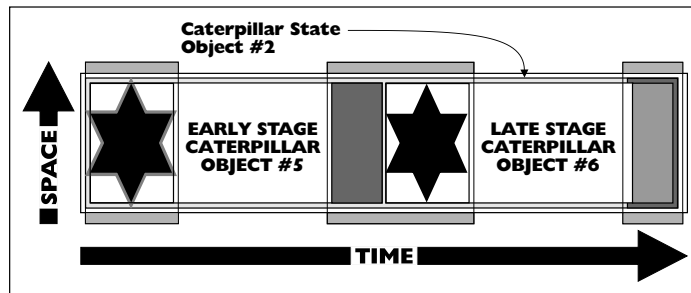 Caterpillar State
Object #2
EARLY STAGE
CATERPILLAR
OBJECT #5
LATE STAGE
CATERPILLAR
OBJECT #6
SPACE
TIME